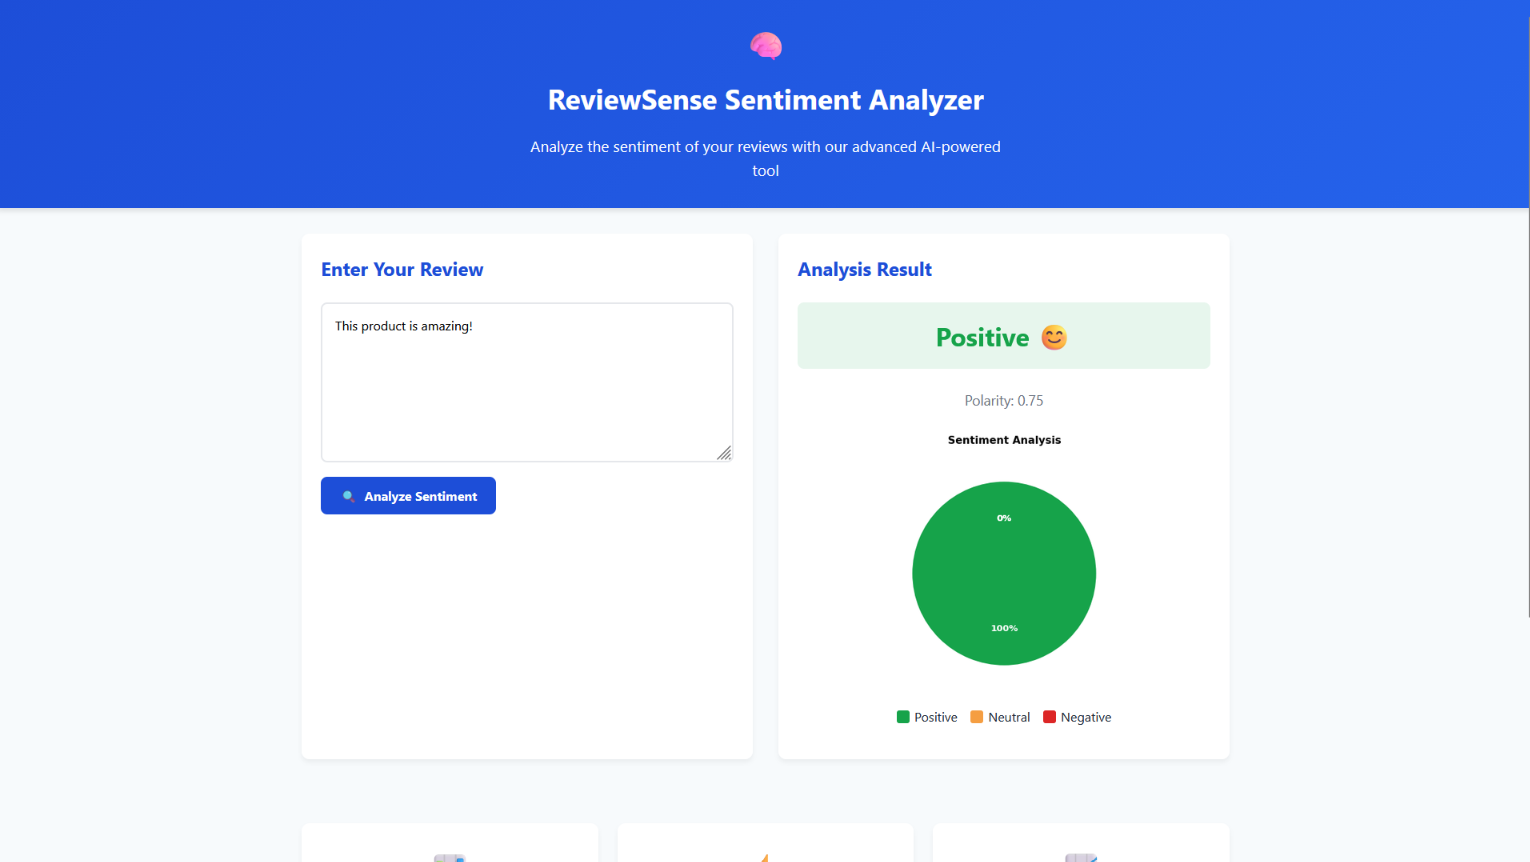 ReviewSense Sentiment Analyzer
Analyze the sentiment of your reviews with our advanced AI-powered
tool
Enter Your Review
This product is amazing!
Analyze Sentiment
Analysis Result
Positive 😊
Polarity: 0.75
Sentiment Analysis
0%
100%
Positive Neutral Negative